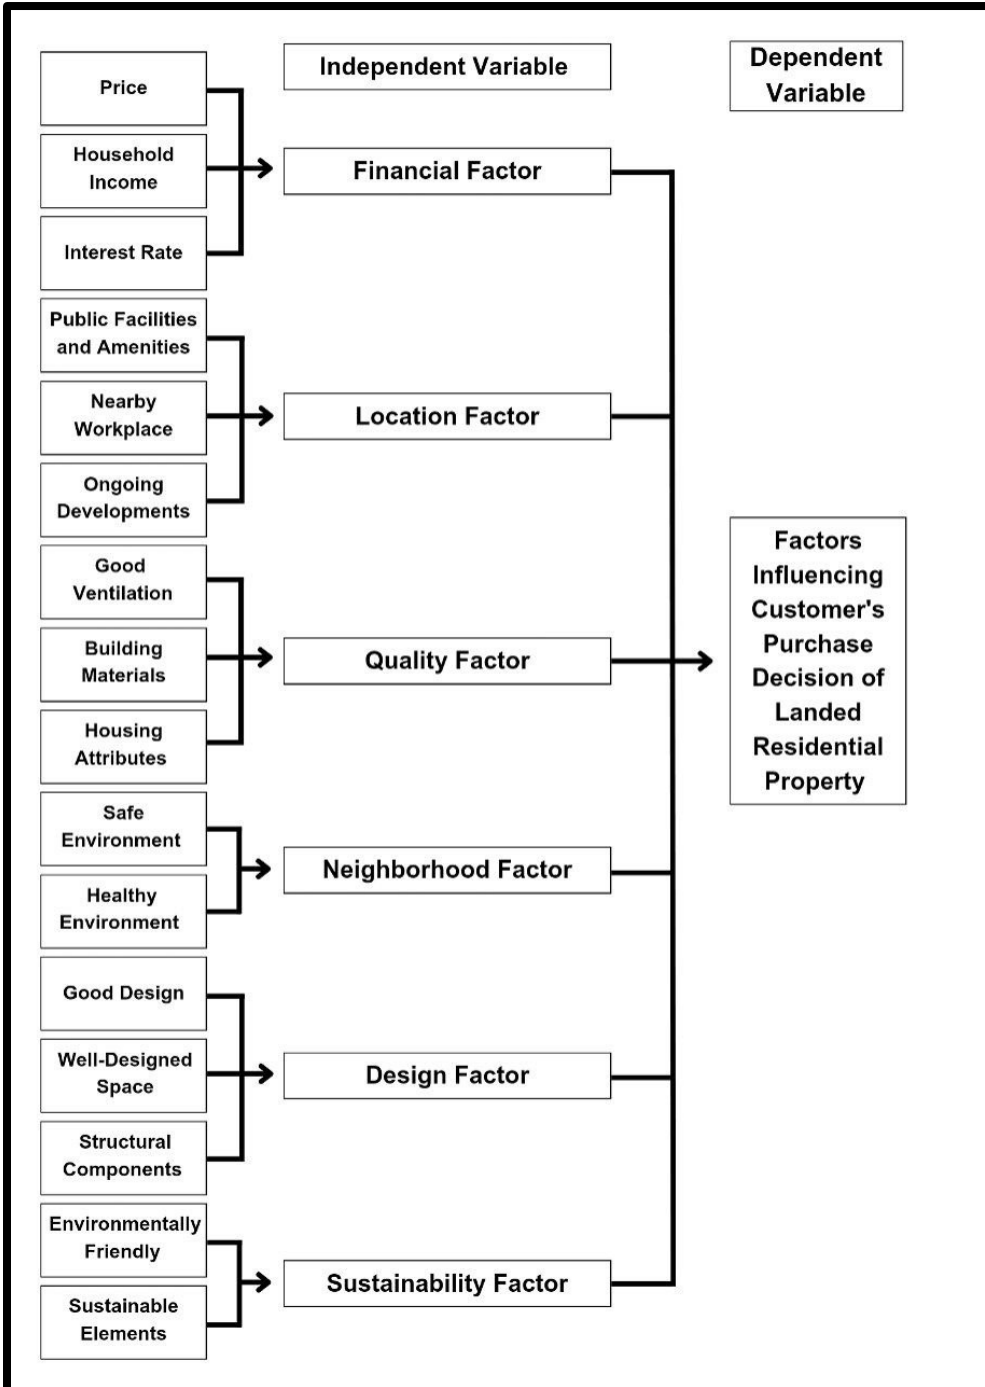 Price
Household
Income
Interest Rate
Public Facilities
and Amenities
Nearby
Workplace
Ongoing
Developments
Good
Ventilation
Building
Materials
Housing
Attributes
Safe
Environment
Healthy
Environment
Good Design
Well-Designed
Space
Structural
Components
Environmentally
Friendly
Sustainable
Elements
Independent Variable
Financial Factor
Location Factor
Quality Factor
Neighborhood Factor
Design Factor
Sustainability Factor
Dependent
Variable
Factors
Influencing
Customer's
Purchase
Decision of
Landed
Residential
Property